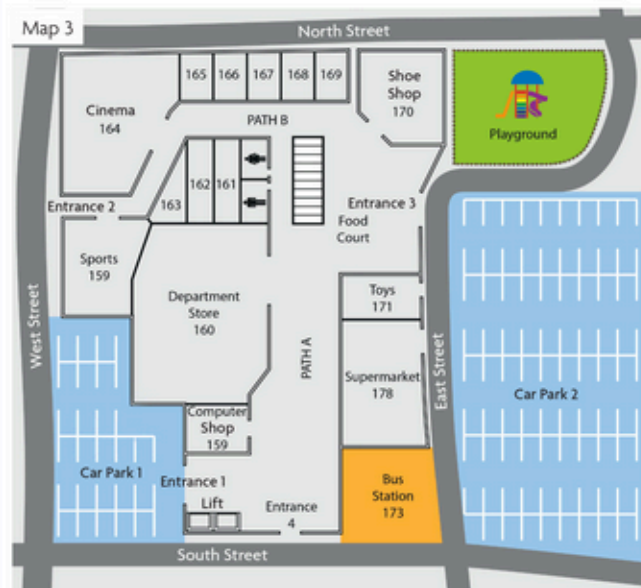 Map 3
North Street
165 166 167 168 169
Cinema
164
Shoe
Shop
170
Playground
PATH B
163 162 161
Entrance 2
Entrance 3
Food
Court
Sports
159
Department
Store
160
Toys
171
West Street
PATH A
East Street
Supermarket
178
Car Park 2
Computer
Shop
159
Car Park 1
Entrance 1
Lift
Entrance
4
Bus
Station
173
South Street